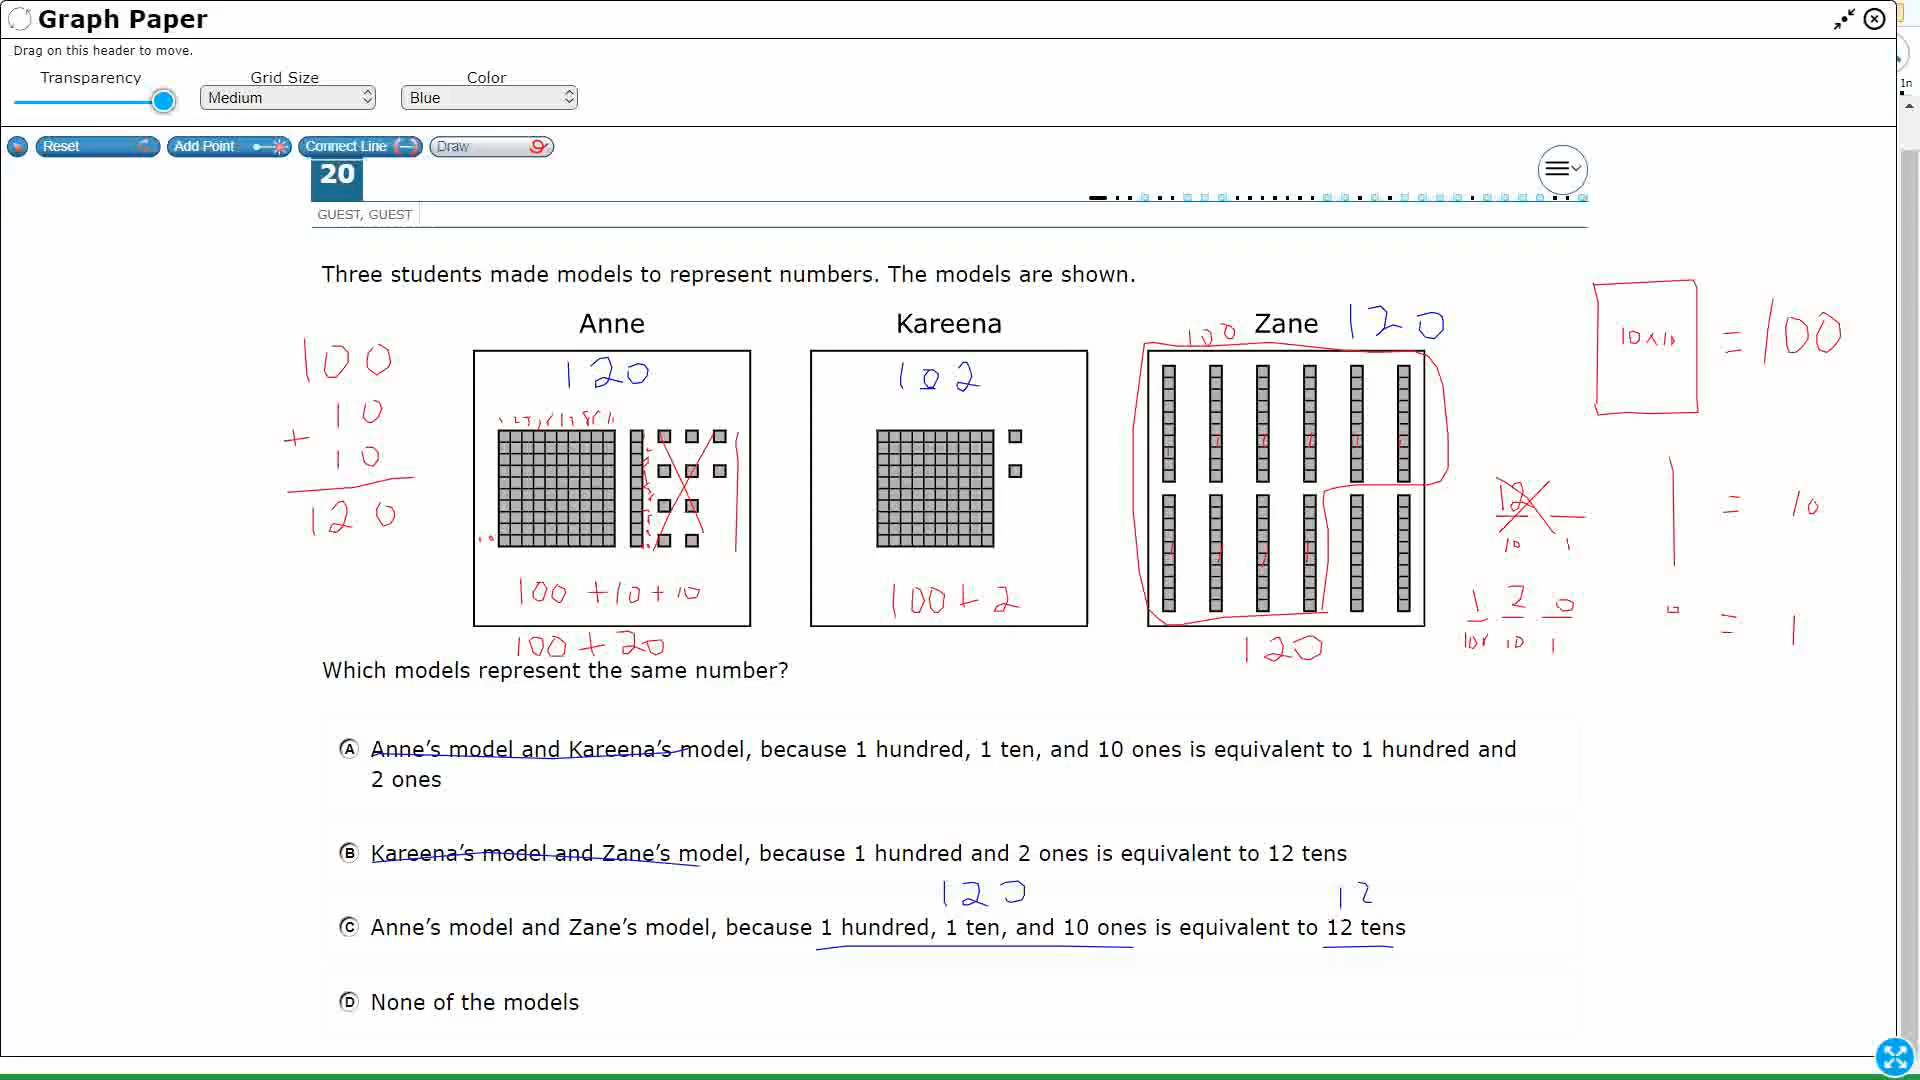 Graph Paper
Drag on this header to move.
Transparency Grid Size Color
Medium Blue
Reset Add Point Connect Line Draw
20
GUEST, GUEST
Three students made models to represent numbers. The models are shown.
Anne Kareena Zane 120
100
10
+ 10
120
120
100 + 10 + 10
100 + 20
102
100 + 2
100
120
10x10 = 100
= 10
= 1
12
10 1
1 2 0
10 1
Which models represent the same number?
A Anne's model and Kareena's model, because 1 hundred, 1 ten, and 10 ones is equivalent to 1 hundred and
2 ones
B Kareena's model and Zane's model, because 1 hundred and 2 ones is equivalent to 12 tens
120 12
C Anne's model and Zane's model, because 1 hundred, 1 ten, and 10 ones is equivalent to 12 tens
D None of the models